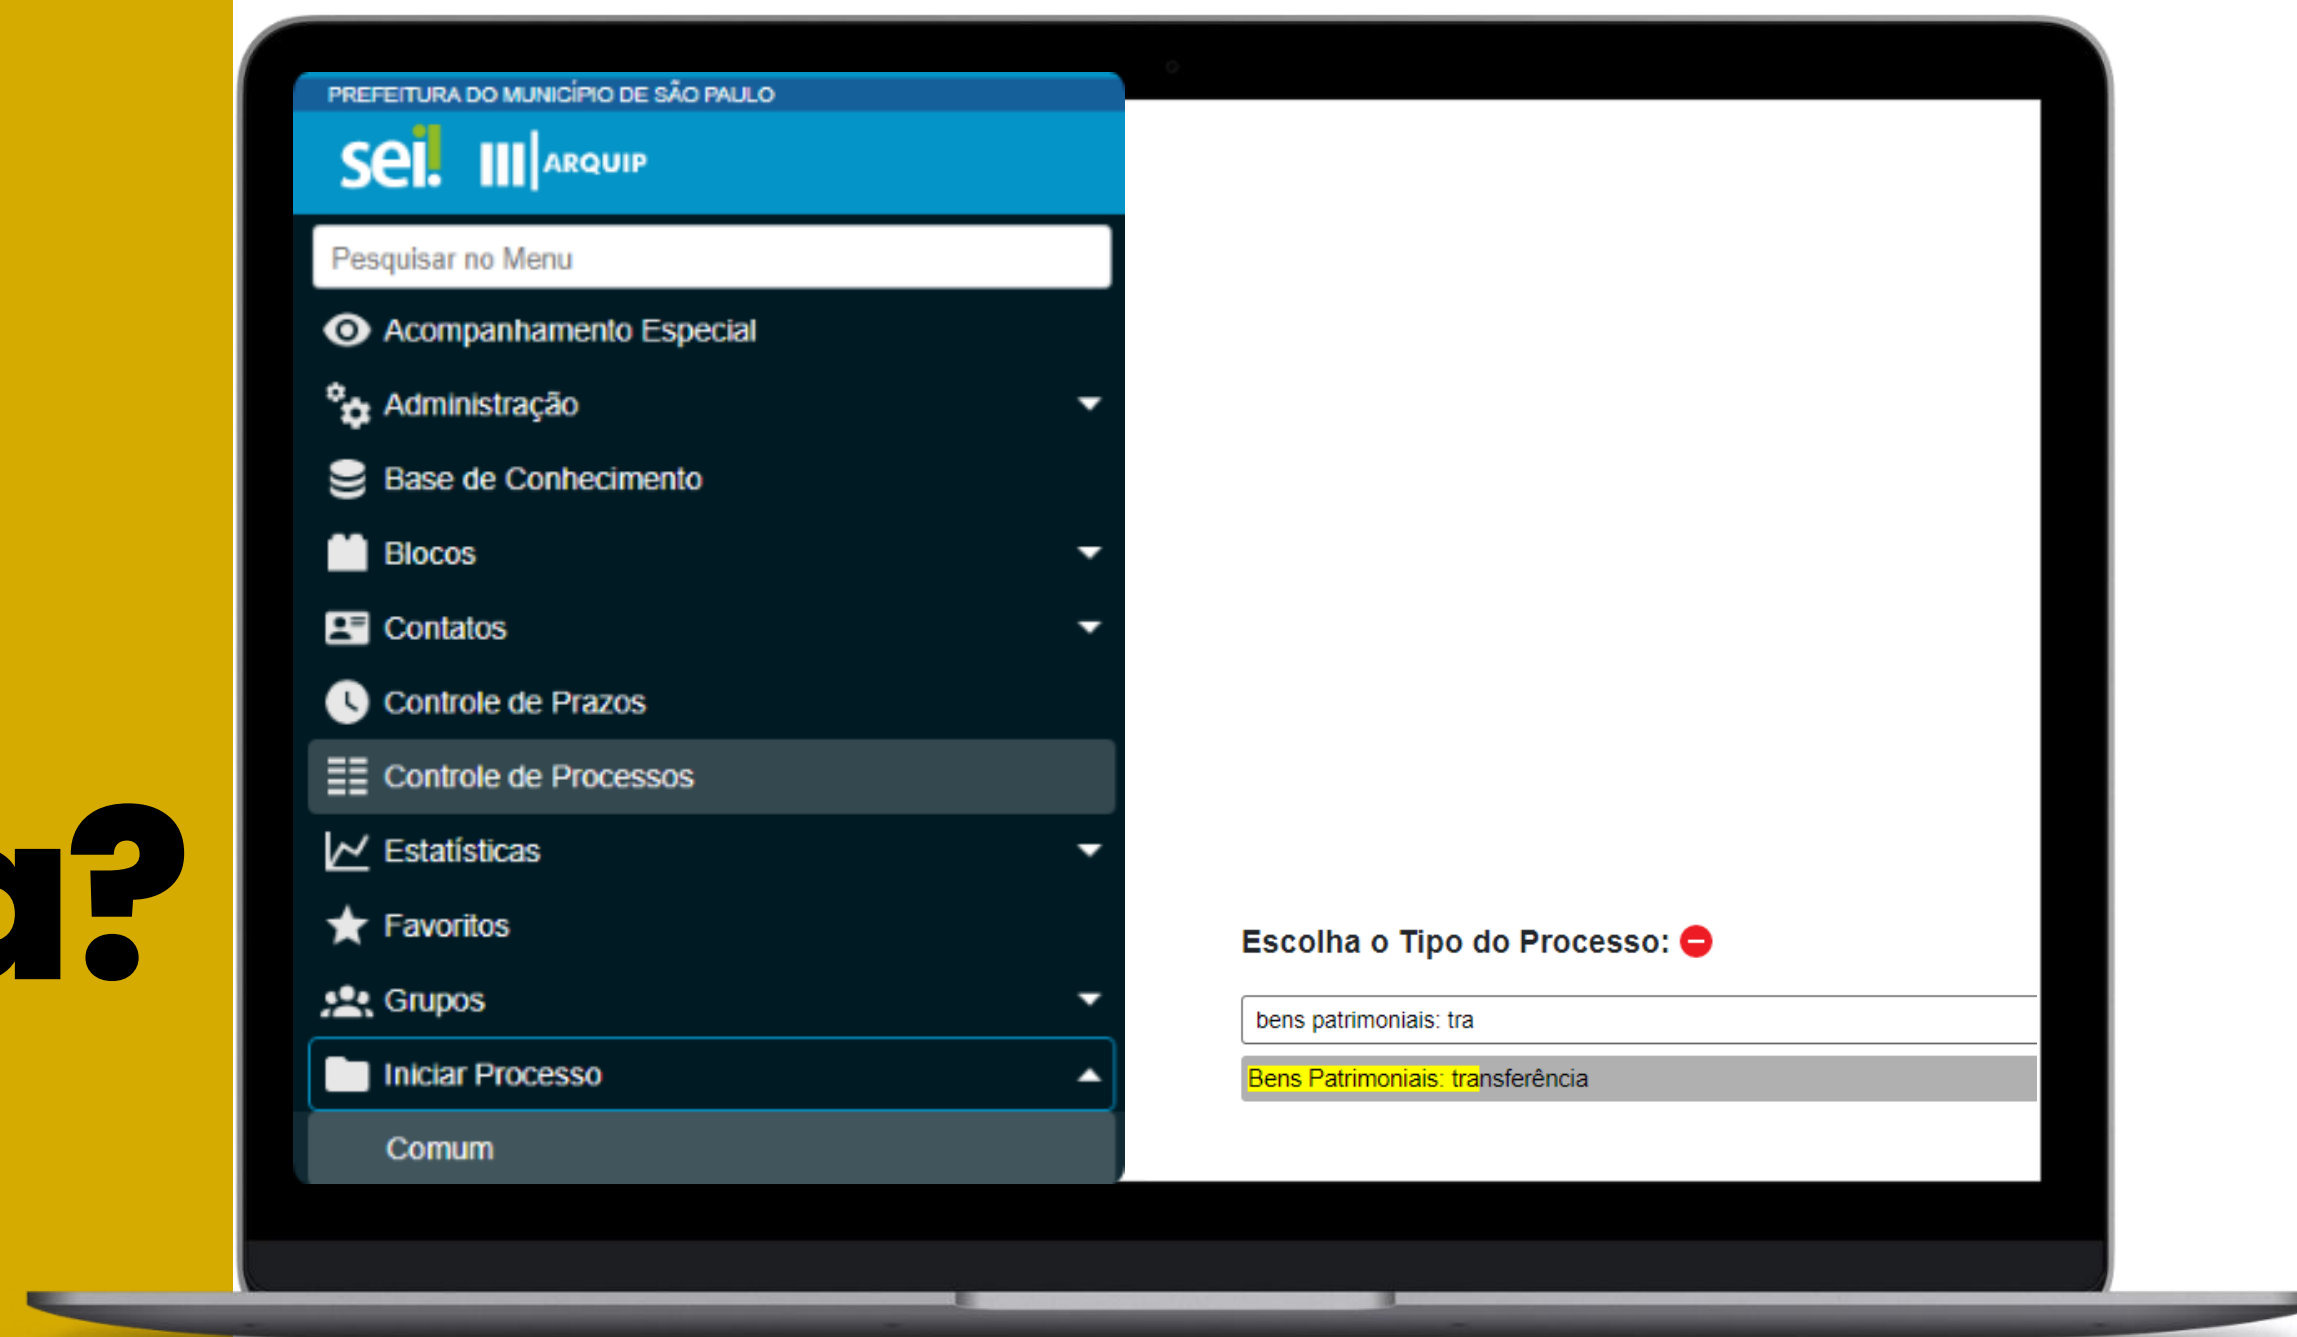 PREFEITURA DO MUNICÍPIO DE SÃO PAULO
sei! ARQUIP
Pesquisar no Menu
Acompanhamento Especial
Administração
Base de Conhecimento
Blocos
Contatos
Controle de Prazos
Controle de Processos
Estatísticas
Favoritos
Grupos
Iniciar Processo
Comum
a?
Escolha o Tipo do Processo:
bens patrimoniais: tra
Bens Patrimoniais: transferência